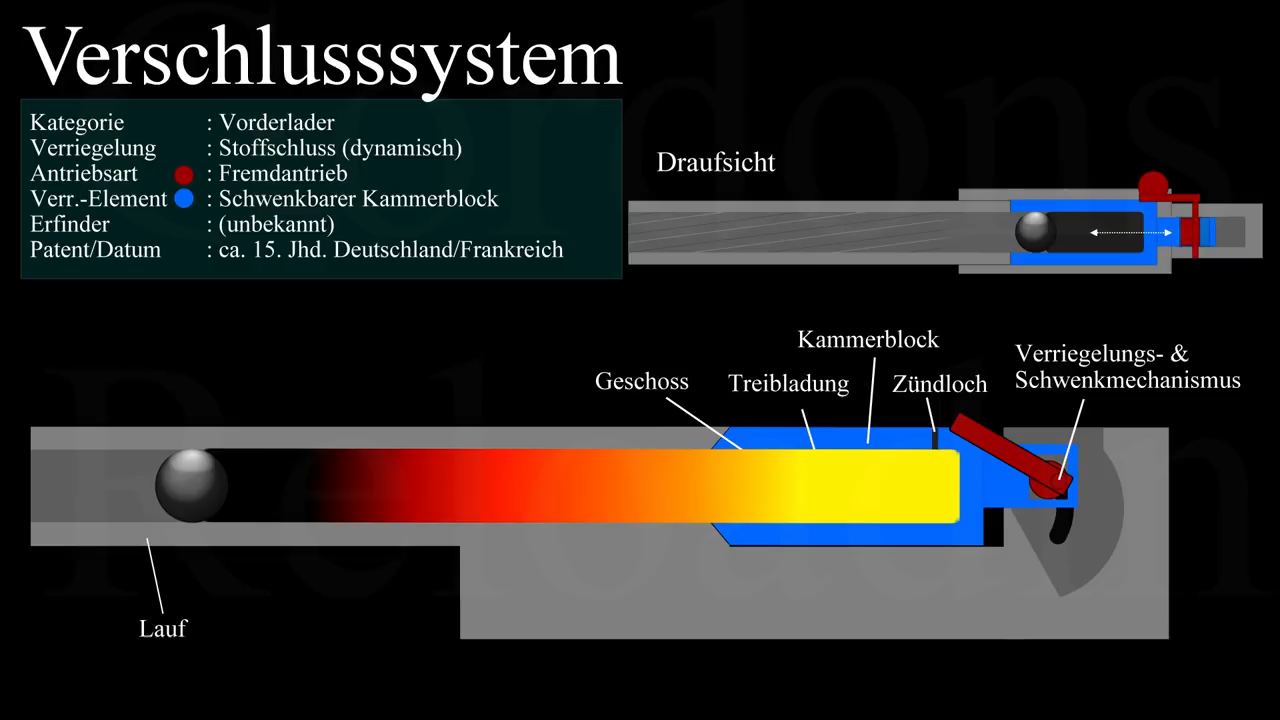 Verschlusssystem
Kategorie : Vorderlader
Verriegelung : Stoffschluss (dynamisch)
Antriebsart : Fremdantrieb
Verr.-Element : Schwenkbarer Kammerblock
Erfinder : (unbekannt)
Patent/Datum : ca. 15. Jhd. Deutschland/Frankreich
Draufsicht
Kammerblock
Verriegelungs- &
Schwenkmechanismus
Geschoss
Treibladung
Zündloch
Lauf